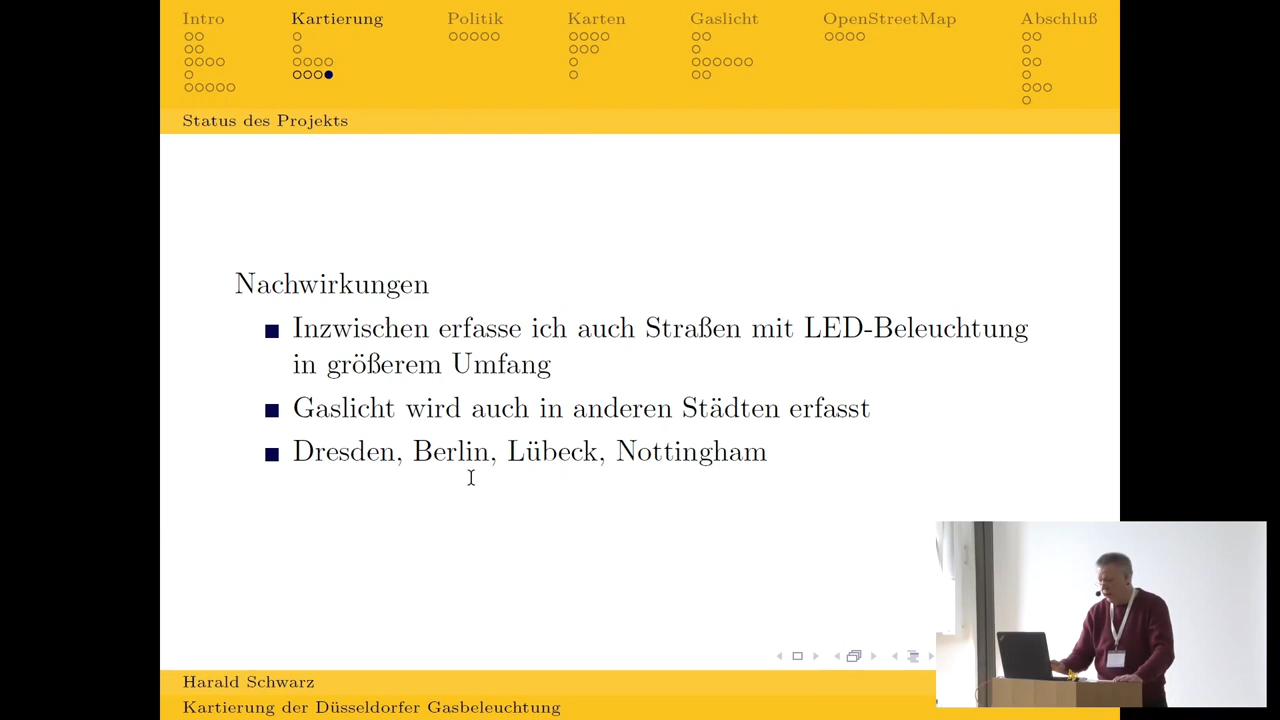 Intro Kartierung Politik Karten Gaslicht OpenStreetMap Abschluß
Status des Projekts
Nachwirkungen
Inzwischen erfasse ich auch Straßen mit LED-Beleuchtung
in größerem Umfang
Gaslicht wird auch in anderen Städten erfasst
Dresden, Berlin, Lübeck, Nottingham
Harald Schwarz
Kartierung der Düsseldorfer Gasbeleuchtung